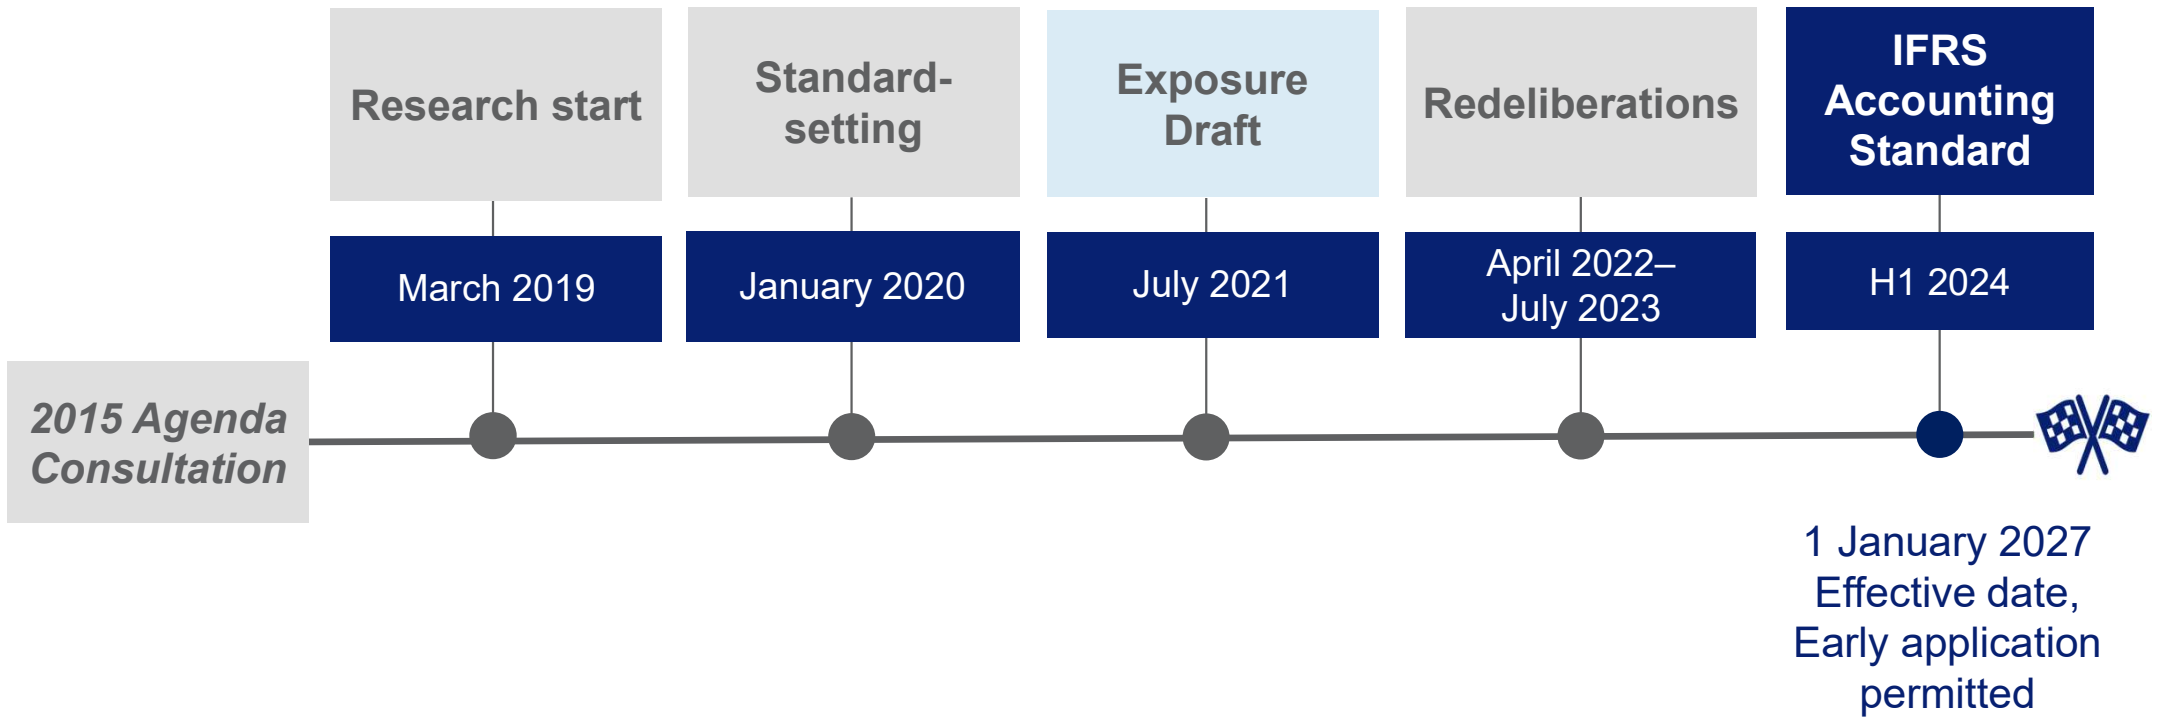 Research start
Standard-
setting
Exposure
Draft
Redeliberations
IFRS
Accounting
Standard
March 2019
January 2020
July 2021
April 2022–
July 2023
H1 2024
2015 Agenda
Consultation
1 January 2027
Effective date,
Early application
permitted